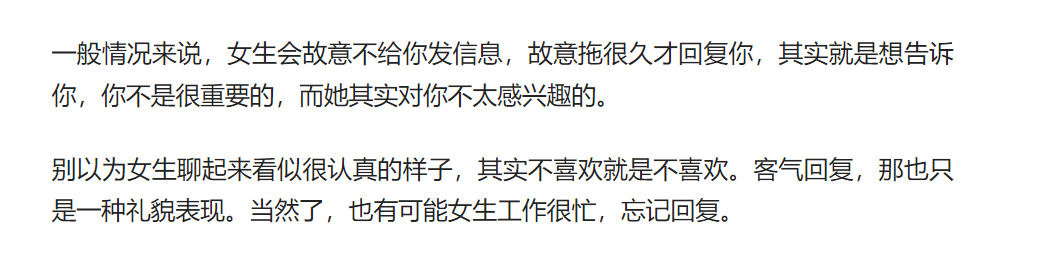 一般情况来说，女生会故意不给你发信息，故意拖很久才回复你，其实就是想告诉
你，你不是很重要的，而她其实对你不太感兴趣的。
别以为女生聊起来看似很认真的样子，其实不喜欢就是不喜欢。客气回复，那也只
是一种礼貌表现。当然了，也有可能女生工作很忙，忘记回复。